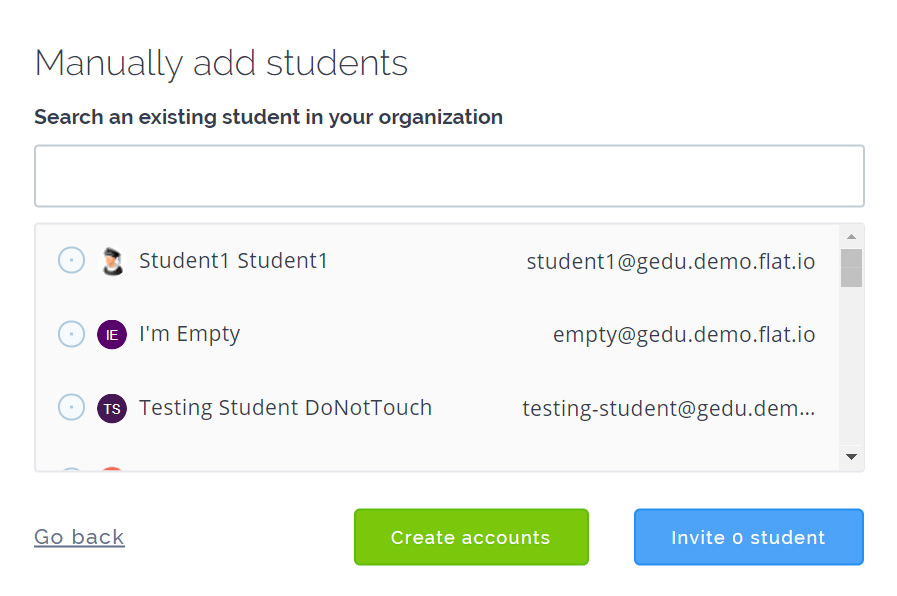 Manually add students
Search an existing student in your organization
Student1 Student1 student1@gedu.demo.flat.io
IE I'm Empty empty@gedu.demo.flat.io
TS Testing Student DoNotTouch testing-student@gedu.dem...
Go back Create accounts Invite 0 student